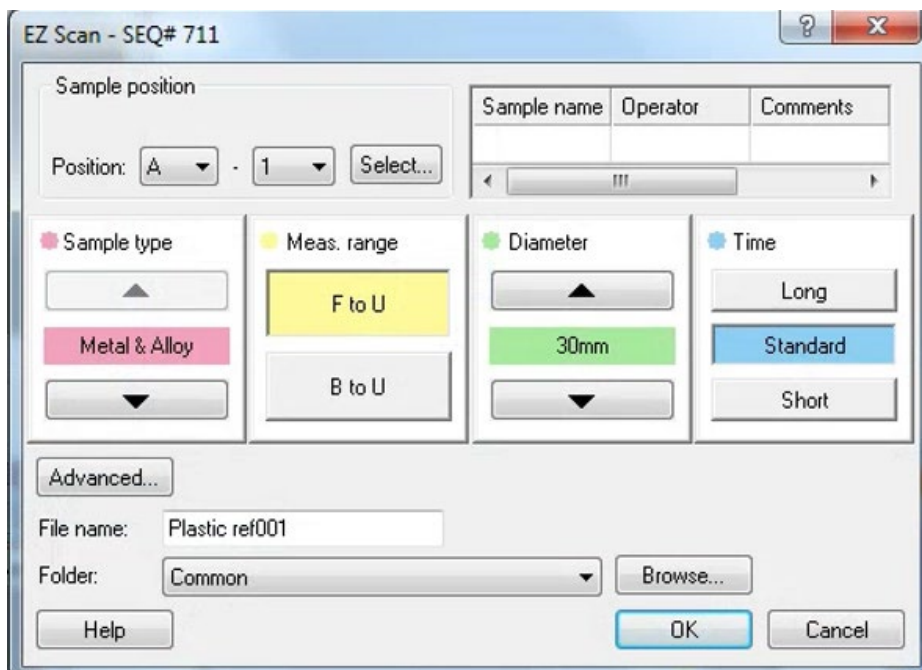 EZ Scan - SEQ# 711
Sample position
Position: A - 1 Select...
Sample name Operator Comments
Sample type
Metal & Alloy
Meas. range
F to U
B to U
Diameter
30mm
Time
Long
Standard
Short
Advanced...
File name: Plastic ref001
Folder: Common Browse...
Help OK Cancel